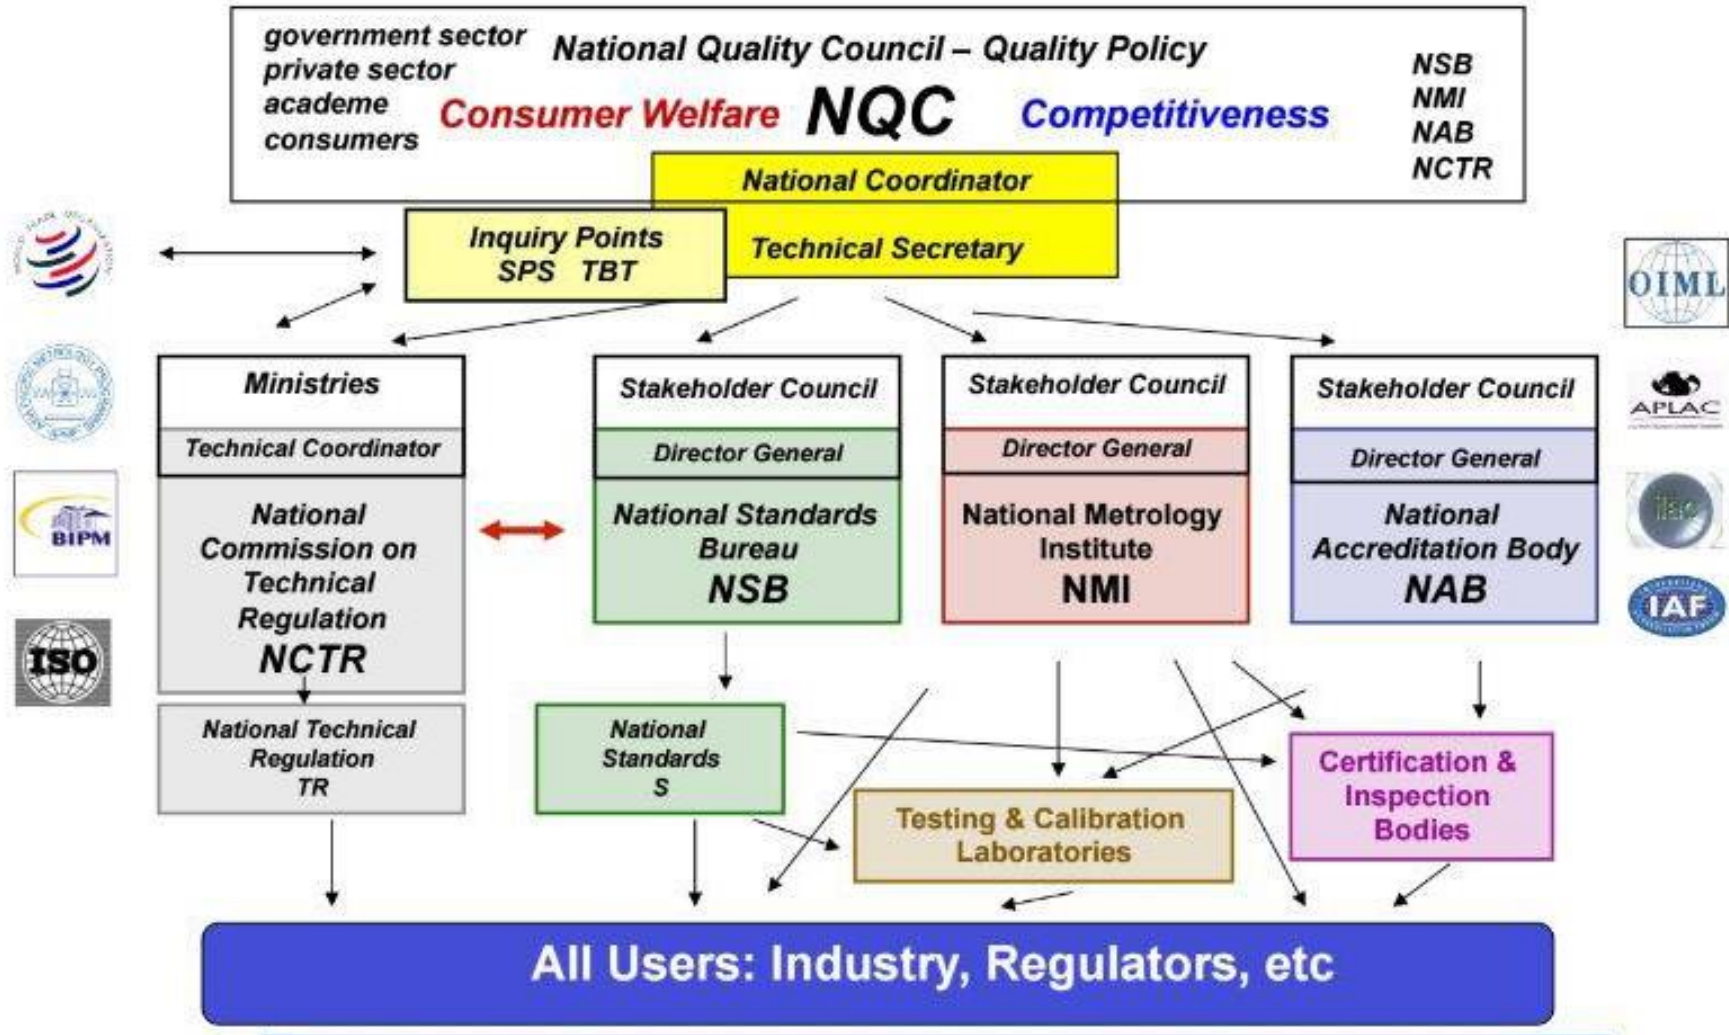 government sector
private sector
academe
consumers
National Quality Council – Quality Policy
Consumer Welfare NQC Competitiveness
NSB
NMI
NAB
NCTR
National Coordinator
Technical Secretary
Inquiry Points
SPS TBT
OIML
APLAC
ilac
IAF
BIPM
ISO
Ministries
Technical Coordinator
National
Commission on
Technical
Regulation
NCTR
Stakeholder Council
Director General
National Standards
Bureau
NSB
Stakeholder Council
Director General
National Metrology
Institute
NMI
Stakeholder Council
Director General
National
Accreditation Body
NAB
National Technical
Regulation
TR
National
Standards
S
Testing & Calibration
Laboratories
Certification &
Inspection
Bodies
All Users: Industry, Regulators, etc